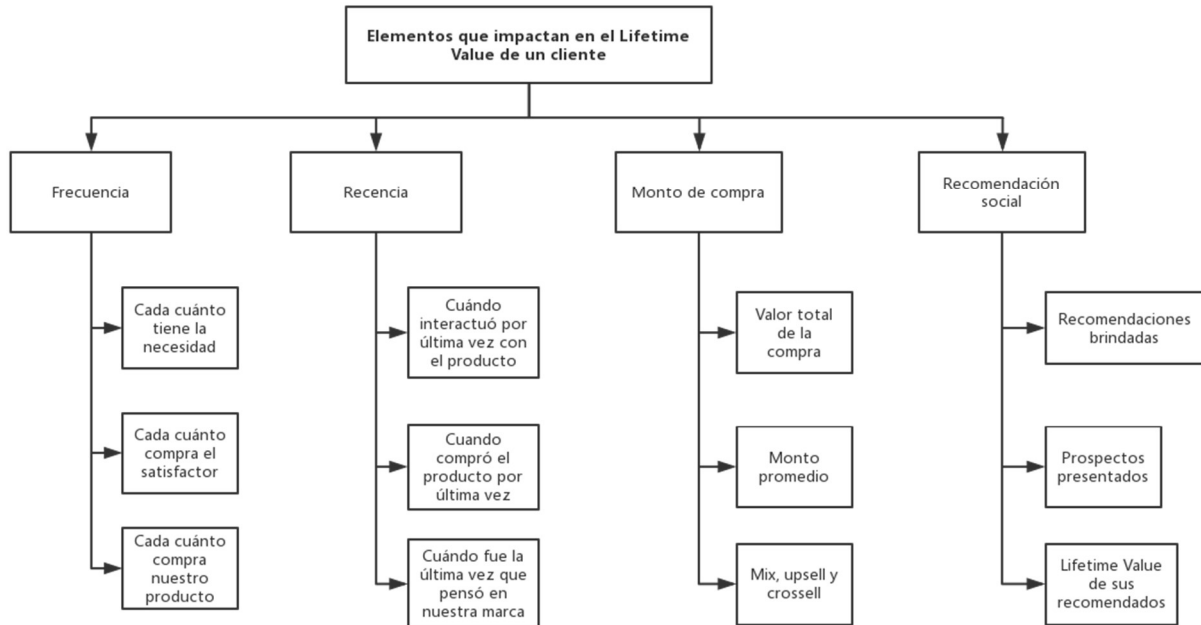 Elementos que impactan en el Lifetime
Value de un cliente
Frecuencia
Recencia
Monto de compra
Recomendación
social
Cada cuánto
tiene la
necesidad
Cuándo
interactuó por
última vez con
el producto
Valor total
de la
compra
Recomendaciones
brindadas
Cada cuánto
compra el
satisfactor
Cuando
compró el
producto por
última vez
Monto
promedio
Prospectos
presentados
Cada cuánto
compra
nuestro
producto
Cuándo fue la
última vez que
pensó en
nuestra marca
Mix, upsell y
crossell
Lifetime Value
de sus
recomendados